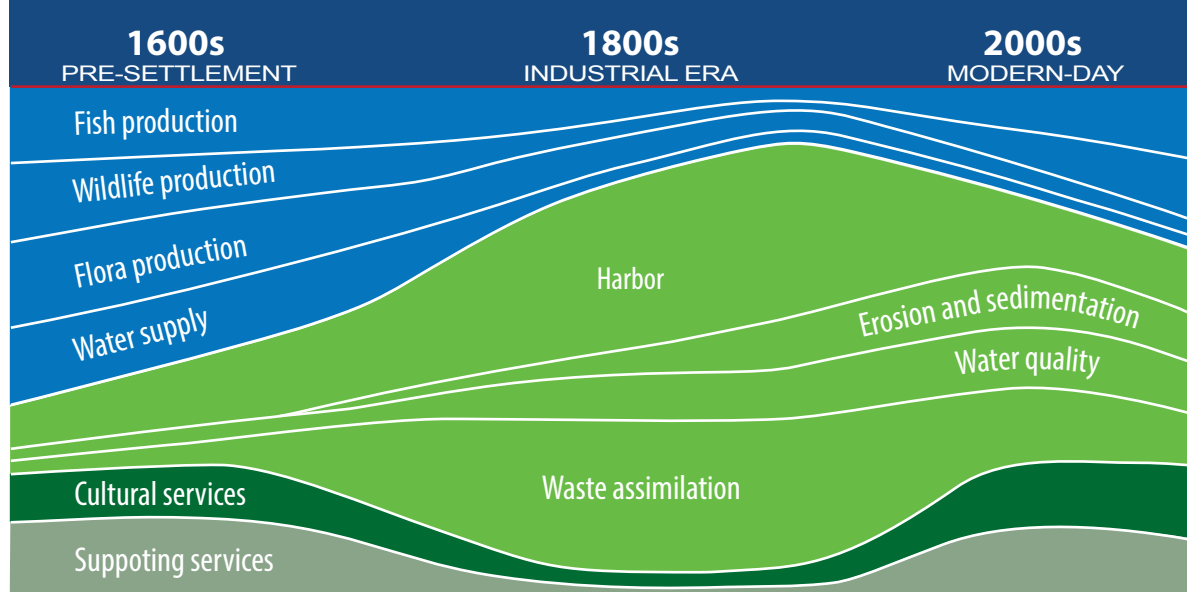 1600s
PRE-SETTLEMENT
1800s
INDUSTRIAL ERA
2000s
MODERN-DAY
Fish production
Wildlife production
Flora production
Water supply
Harbor
Erosion and sedimentation
Water quality
Waste assimilation
Cultural services
Suppoting services